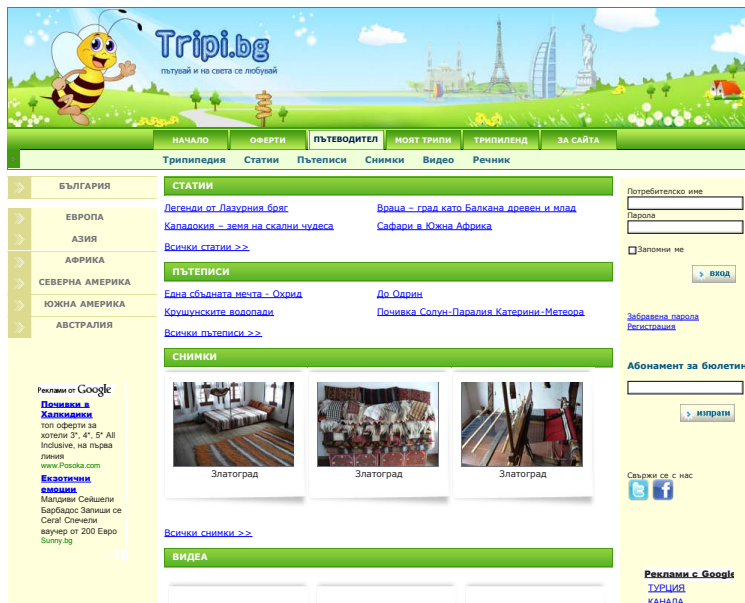 Tripi.bg
пътувай и на света се любувай
НАЧАЛО
ОФЕРТИ
ПЪТЕВОДИТЕЛ
МОЯТ ТРИПИ
ТРИПИЛЕНД
ЗА САЙТА
Трипипедия Статии Пътеписи Снимки Видео Речник
БЪЛГАРИЯ
ЕВРОПА
АЗИЯ
АФРИКА
СЕВЕРНА АМЕРИКА
ЮЖНА АМЕРИКА
АВСТРАЛИЯ
Реклами от Google
Почивки в
Халкидики
топ оферти за
хотели 3*, 4*, 5* All
Inclusive, на първа
линия
www.Posoka.com
Екзотични
емоции
Малдиви Сейшели
Барбадос Запиши се
Сега! Спечели
ваучер от 200 Евро
Sunny.bg
СТАТИИ
Легенди от Лазурния бряг
Враца – град като Балкана древен и млад
Кападокия – земя на скални чудеса
Сафари в Южна Африка
Всички статии >>
ПЪТЕПИСИ
Една сбъдната мечта - Охрид
До Одрин
Крушунските водопади
Почивка Солун-Паралия Катерини-Метеора
Всички пътеписи >>
СНИМКИ
Златоград
Златоград
Златоград
Всички снимки >>
ВИДЕА
Потребителско име
Парола
Запомни ме
вход
Забравена парола
Регистрация
Абонамент за бюлетин
изпрати
Свържи се с нас
Реклами с Google
ТУРЦИЯ
КАНАДА